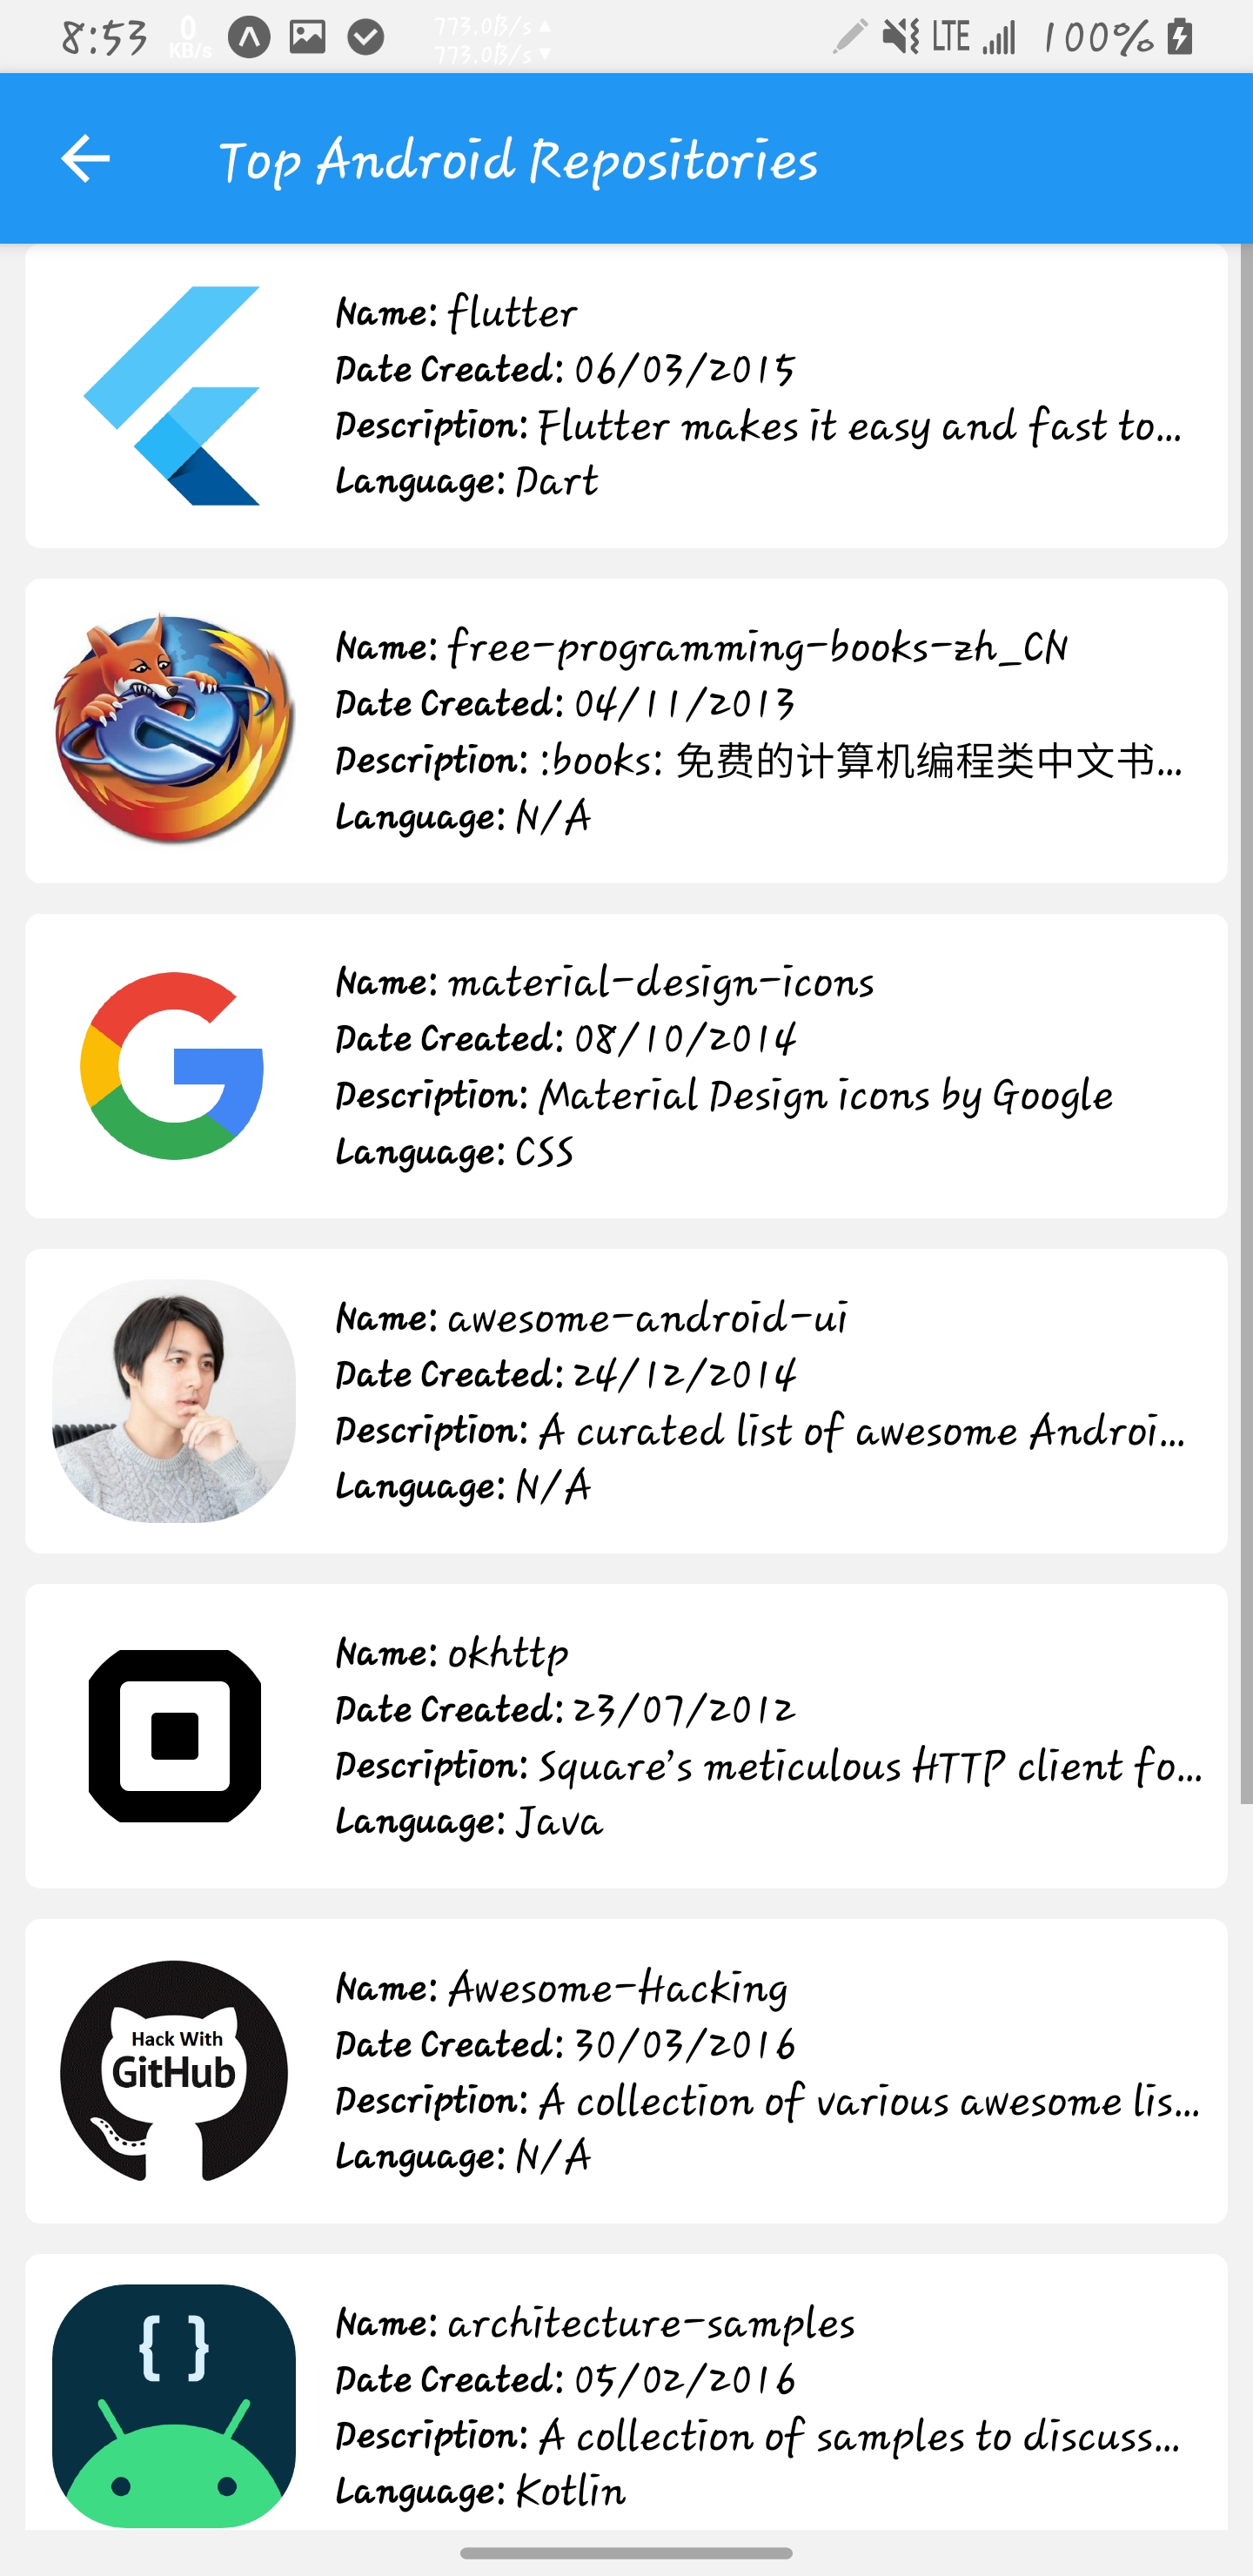 8:53 0 KB/s 773.0B/s ▲ LTE 100%
773.0B/s ▼
Top Android Repositories
Name: flutter
Date Created: 06/03/2015
Description: Flutter makes it easy and fast to...
Language: Dart
Name: free-programming-books-zh_CN
Date Created: 04/11/2013
Description: :books: 免费的计算机编程类中文书...
Language: N/A
Name: material-design-icons
Date Created: 08/10/2014
Description: Material Design icons by Google
Language: CSS
Name: awesome-android-ui
Date Created: 24/12/2014
Description: A curated list of awesome Androi...
Language: N/A
Name: okhttp
Date Created: 23/07/2012
Description: Square’s meticulous HTTP client fo...
Language: Java
Hack With
GitHub
Name: Awesome-Hacking
Date Created: 30/03/2016
Description: A collection of various awesome lis...
Language: N/A
{ }
Name: architecture-samples
Date Created: 05/02/2016
Description: A collection of samples to discuss...
Language: Kotlin